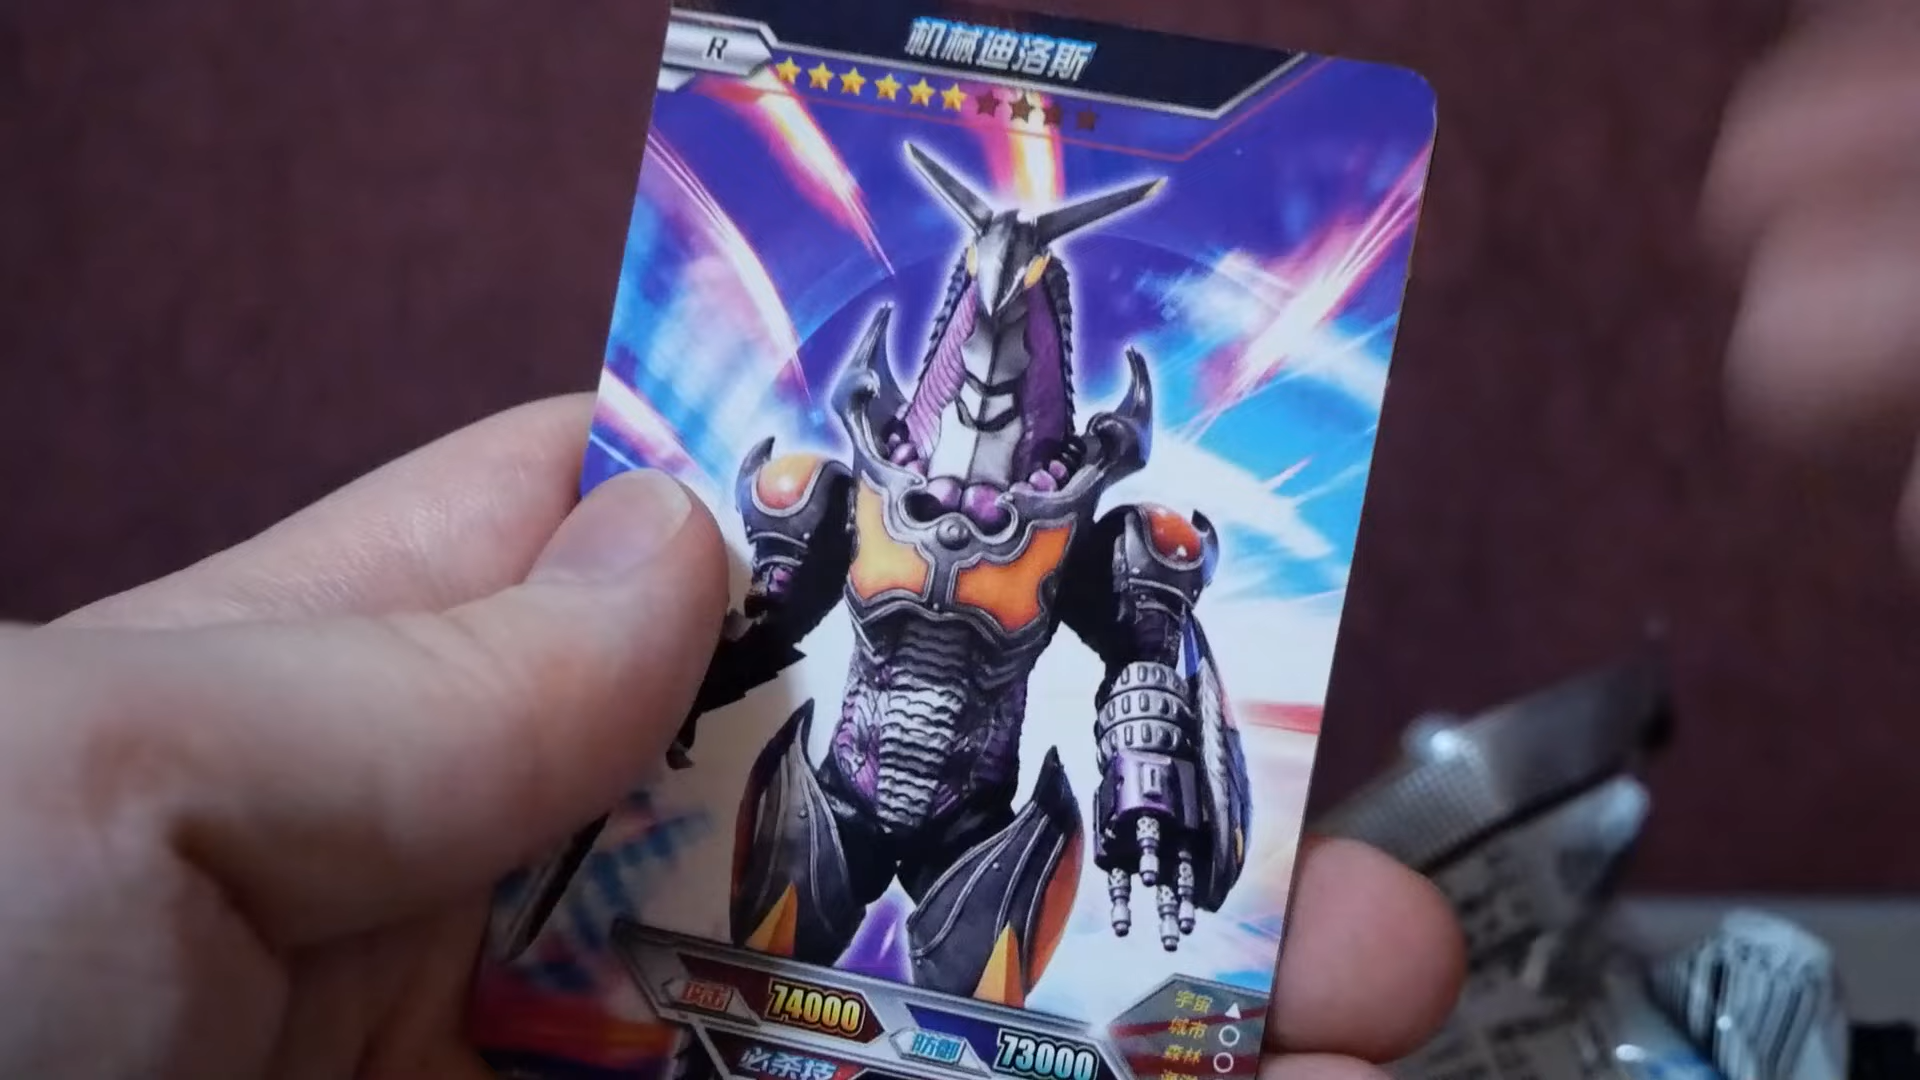 R
机械迪洛斯
攻击 74000
防御 73000
必杀技
宇宙 △
城市 ○
森林 ○